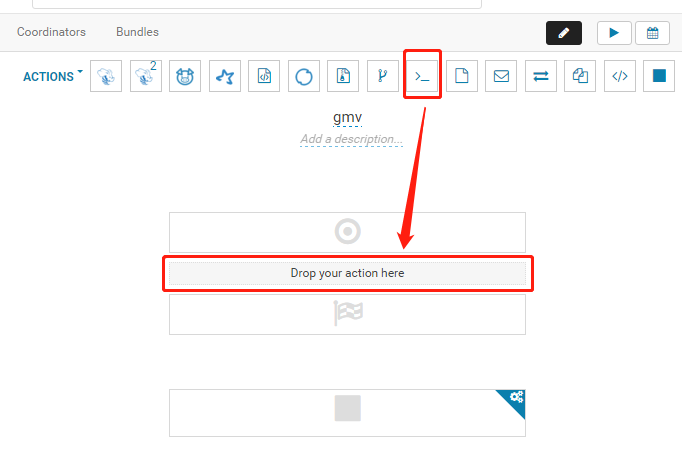 Coordinators Bundles
ACTIONS 2
gmv
Add a description...
Drop your action here